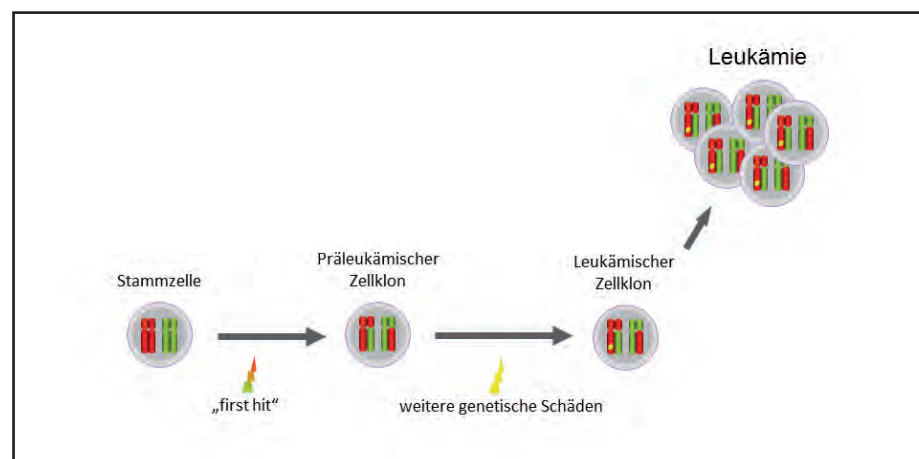 Leukämie
Präleukämischer
Zellklon
Leukämischer
Zellklon
Stammzelle
„first hit“
weitere genetische Schäden